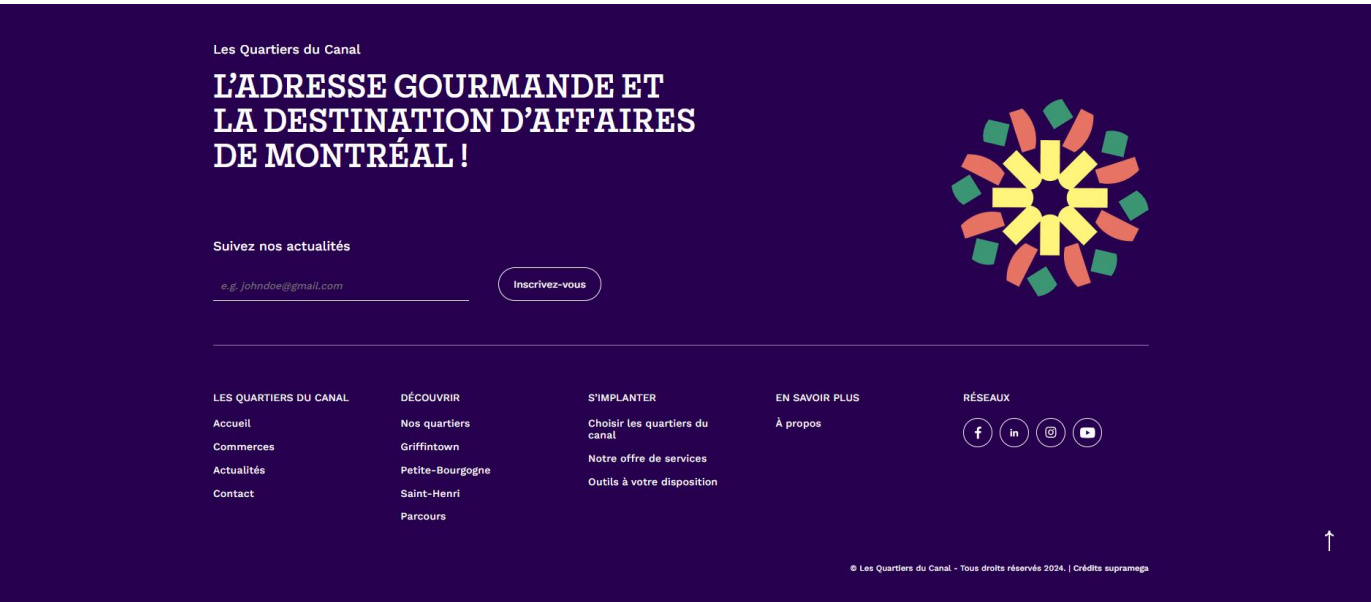 Les Quartiers du Canal
L'ADRESSE GOURMANDE ET
LA DESTINATION D'AFFAIRES
DE MONTRÉAL !
Suivez nos actualités
e.g. johndoe@gmail.com
Inscrivez-vous
LES QUARTIERS DU CANAL
Accueil
Commerces
Actualités
Contact
DÉCOUVRIR
Nos quartiers
Griffintown
Petite-Bourgogne
Saint-Henri
Parcours
S'IMPLANTER
Choisir les quartiers du
canal
Notre offre de services
Outils à votre disposition
EN SAVOIR PLUS
À propos
RÉSEAUX
© Les Quartiers du Canal - Tous droits réservés 2024. | Crédits supramega